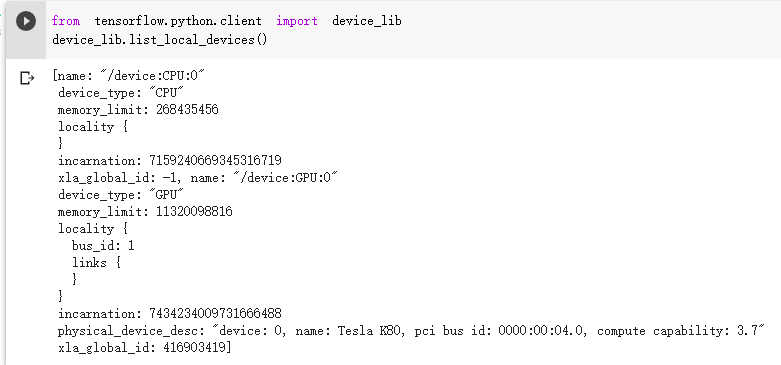 from tensorflow.python.client import device_lib
device_lib.list_local_devices()
[name: "/device:CPU:0"
device_type: "CPU"
memory_limit: 268435456
locality {
}
incarnation: 7159240669345316719
xla_global_id: -1, name: "/device:GPU:0"
device_type: "GPU"
memory_limit: 11320098816
locality {
bus_id: 1
links {
}
}
incarnation: 7434234009731666488
physical_device_desc: "device: 0, name: Tesla K80, pci bus id: 0000:00:04.0, compute capability: 3.7"
xla_global_id: 416903419]